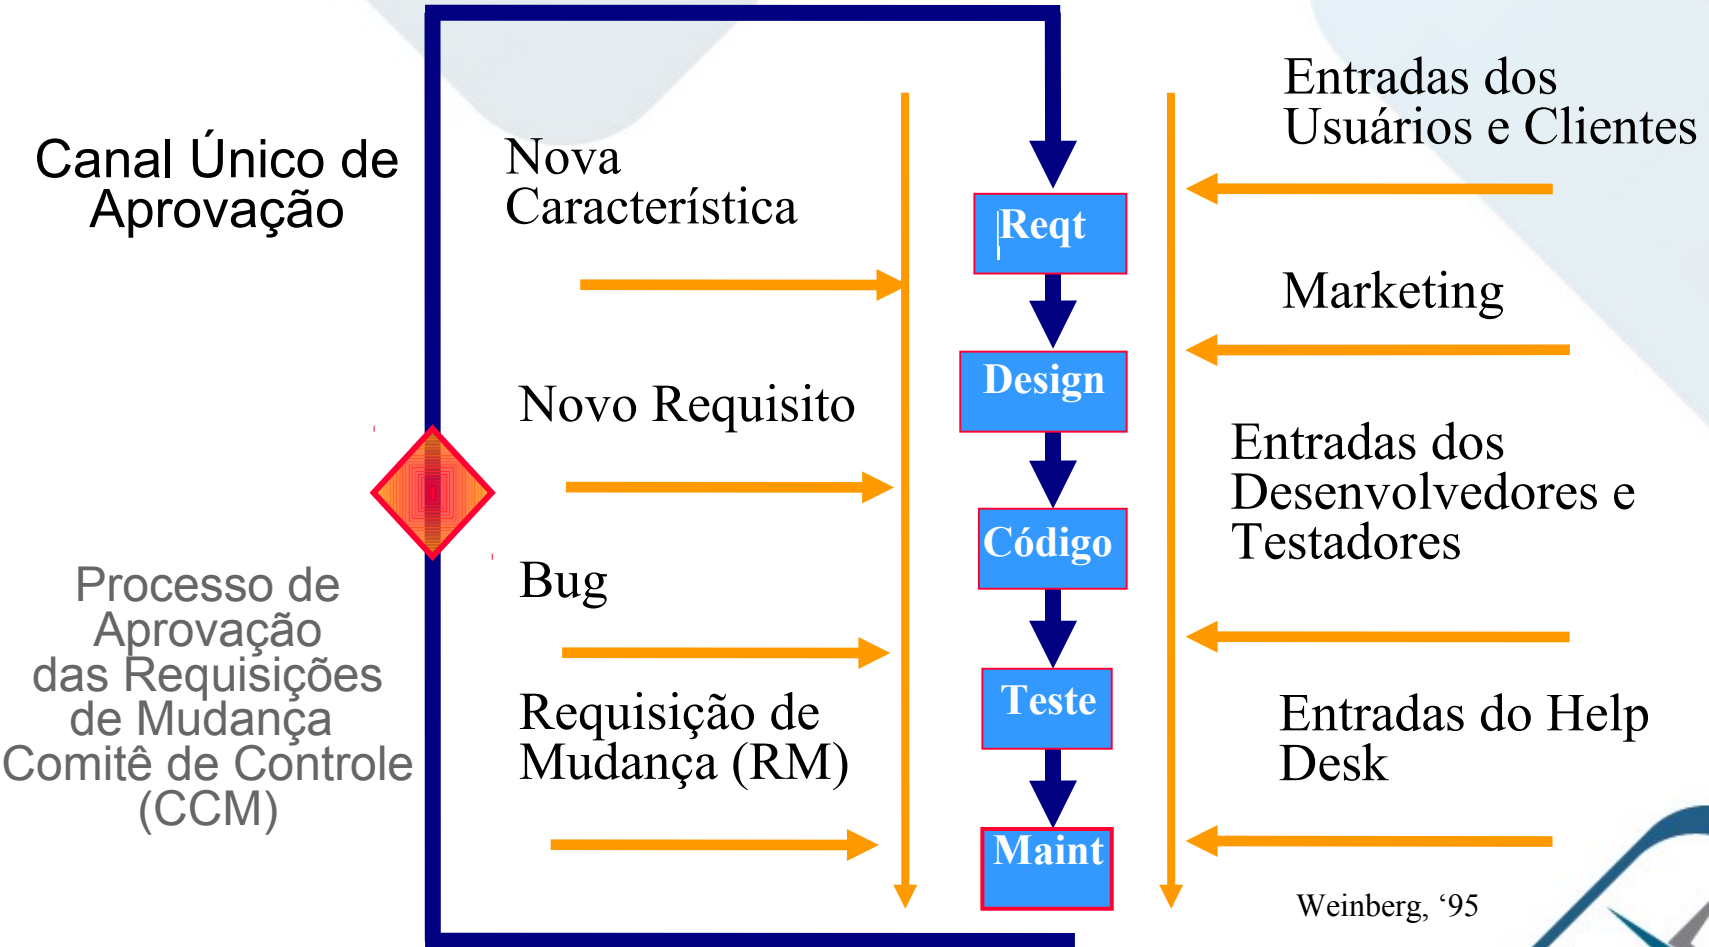 Canal Único de
Aprovação
Processo de
Aprovação
das Requisições
de Mudança
Comitê de Controle
(CCM)
Nova
Característica
Novo Requisito
Bug
Requisição de
Mudança (RM)
Reqt
Design
Código
Teste
Maint
Entradas dos
Usuários e Clientes
Marketing
Entradas dos
Desenvolvedores e
Testadores
Entradas do Help
Desk
Weinberg, ‘95